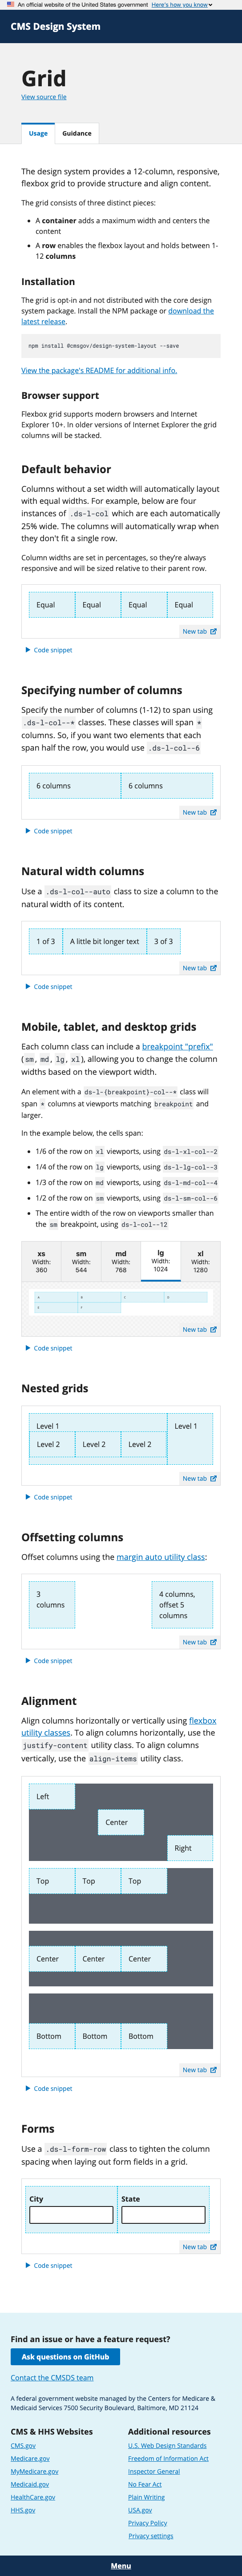 An official website of the United States government Here's how you know
CMS Design System
Grid
View source file
Usage
Guidance
The design system provides a 12-column, responsive,
flexbox grid to provide structure and align content.
The grid consists of three distinct pieces:
• A container adds a maximum width and centers the
content
• A row enables the flexbox layout and holds between 1-
12 columns
Installation
The grid is opt-in and not distributed with the core design
system package. Install the NPM package or download the
latest release.
npm install @cmsgov/design-system-layout --save
View the package's README for additional info.
Browser support
Flexbox grid supports modern browsers and Internet
Explorer 10+. In older versions of Internet Explorer the grid
columns will be stacked.
Default behavior
Columns without a set width will automatically layout
with equal widths. For example, below are four
instances of .ds-l-col which are each automatically
25% wide. The columns will automatically wrap when
they don't fit a single row.
Column widths are set in percentages, so they're always
responsive and will be sized relative to their parent row.
Equal
Equal
Equal
Equal
New tab
Code snippet
Specifying number of columns
Specify the number of columns (1-12) to span using
.ds-l-col--* classes. These classes will span *
columns. So, if you want two elements that each
span half the row, you would use .ds-l-col--6
6 columns
6 columns
New tab
Code snippet
Natural width columns
Use a .ds-l-col--auto class to size a column to the
natural width of its content.
1 of 3
A little bit longer text
3 of 3
New tab
Code snippet
Mobile, tablet, and desktop grids
Each column class can include a breakpoint "prefix"
(sm, md, lg, xl), allowing you to change the column
widths based on the viewport.
An element with a ds-l-{breakpoint}-col--* class will
span * columns at viewports matching breakpoint and
larger.
In the example below, the cells span:
• 1/6 of the row on xl viewports, using ds-l-xl-col--2
• 1/4 of the row on lg viewports, using ds-l-lg-col--3
• 1/3 of the row on md viewports, using ds-l-md-col--4
• 1/2 of the row on sm viewports, using ds-l-sm-col--6
• The entire width of the row on viewports smaller than
the sm breakpoint, using ds-l-col--12
xs
Width:
360
sm
Width:
544
md
Width:
768
lg
Width:
1024
xl
Width:
1280
New tab
Code snippet
Nested grids
Level 1
Level 1
Level 2
Level 2
Level 2
New tab
Code snippet
Offsetting columns
Offset columns using the margin auto utility class:
3
columns
4 columns,
offset 5
columns
New tab
Code snippet
Alignment
Align columns horizontally or vertically using flexbox
utility classes. To align columns horizontally, use the
justify-content utility class. To align columns
vertically, use the align-items utility class.
Left
Center
Right
Top
Top
Top
Center
Center
Center
Bottom
Bottom
Bottom
New tab
Code snippet
Forms
Use a .ds-l-form-row class to tighten the column
spacing when laying out form fields in a grid.
City
State
New tab
Code snippet
Find an issue or have a feature request?
Ask questions on GitHub
Contact the CMSDS team
A federal government website managed by the Centers for Medicare &
Medicaid Services 7500 Security Boulevard, Baltimore, MD 21124
CMS & HHS Websites
CMS.gov
Medicare.gov
MyMedicare.gov
Medicaid.gov
HealthCare.gov
HHS.gov
Additional resources
U.S. Web Design Standards
Freedom of Information Act
Inspector General
No Fear Act
Plain Writing
USA.gov
Privacy Policy
Privacy settings
Menu